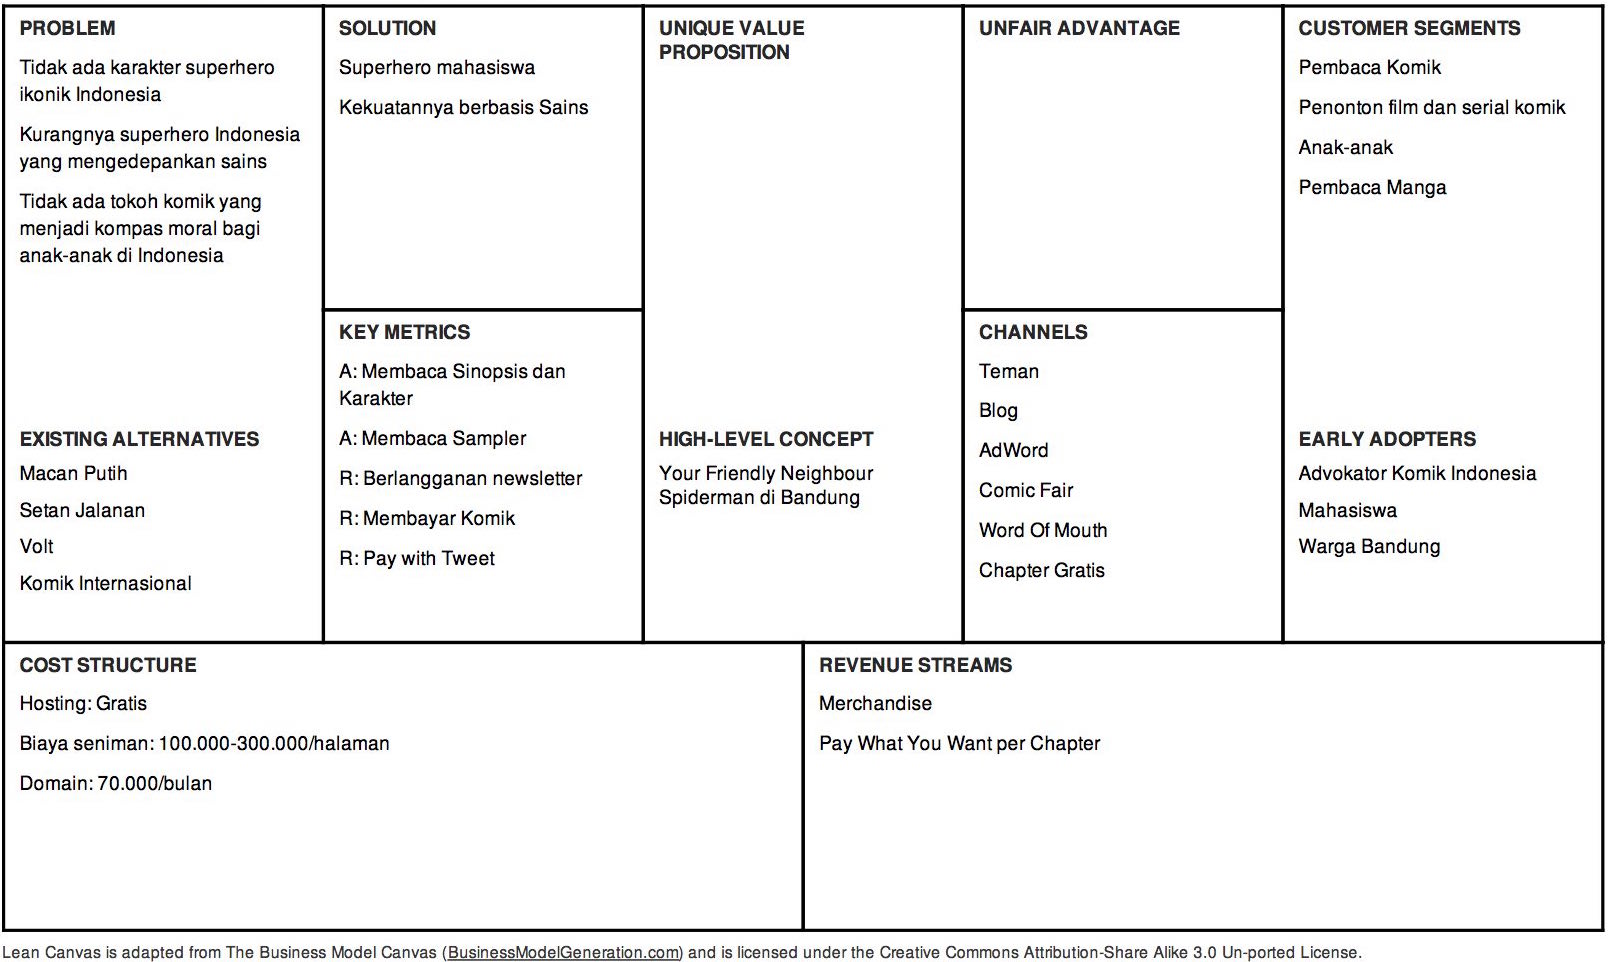 PROBLEM
Tidak ada karakter superhero
ikonik Indonesia
Kurangnya superhero Indonesia
yang mengedepankan sains
Tidak ada tokoh komik yang
menjadi kompas moral bagi
anak-anak di Indonesia
EXISTING ALTERNATIVES
Macan Putih
Setan Jalanan
Volt
Komik Internasional
SOLUTION
Superhero mahasiswa
Kekuatannya berbasis Sains
KEY METRICS
A: Membaca Sinopsis dan
Karakter
A: Membaca Sampler
R: Berlangganan newsletter
R: Membayar Komik
R: Pay with Tweet
UNIQUE VALUE
PROPOSITION
HIGH-LEVEL CONCEPT
Your Friendly Neighbour
Spiderman di Bandung
UNFAIR ADVANTAGE
CHANNELS
Teman
Blog
AdWord
Comic Fair
Word Of Mouth
Chapter Gratis
CUSTOMER SEGMENTS
Pembaca Komik
Penonton film dan serial komik
Anak-anak
Pembaca Manga
EARLY ADOPTERS
Advokator Komik Indonesia
Mahasiswa
Warga Bandung
COST STRUCTURE
Hosting: Gratis
Biaya seniman: 100.000-300.000/halaman
Domain: 70.000/bulan
REVENUE STREAMS
Merchandise
Pay What You Want per Chapter
Lean Canvas is adapted from The Business Model Canvas (BusinessModelGeneration.com) and is licensed under the Creative Commons Attribution-Share Alike 3.0 Un-ported License.